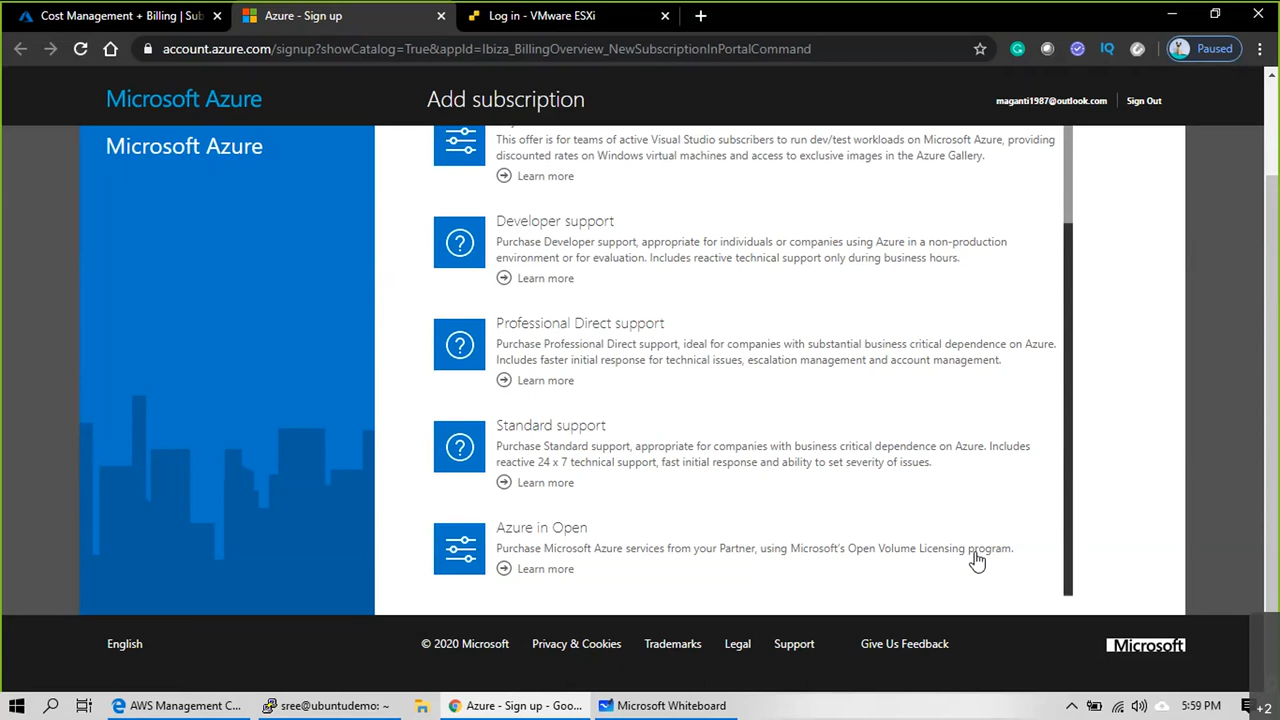 Cost Management + Billing | Sub
Azure - Sign up
Log in - VMware ESXi
account.azure.com/signup?showCatalog=True&appId=Ibiza_BillingOverview_NewSubscriptionInPortalCommand
IQ
Paused
Microsoft Azure
Add subscription
maganti1987@outlook.com
Sign Out
Microsoft Azure
This offer is for teams of active Visual Studio subscribers to run dev/test workloads on Microsoft Azure, providing
discounted rates on Windows virtual machines and access to exclusive images in the Azure Gallery.
Learn more
Developer support
Purchase Developer support, appropriate for individuals or companies using Azure in a non-production
environment or for evaluation. Includes reactive technical support only during business hours.
Learn more
Professional Direct support
Purchase Professional Direct support, ideal for companies with substantial business critical dependence on Azure.
Includes faster initial response for technical issues, escalation management and account management.
Learn more
Standard support
Purchase Standard support, appropriate for companies with business critical dependence on Azure. Includes
reactive 24 x 7 technical support, fast initial response and ability to set severity of issues.
Learn more
Azure in Open
Purchase Microsoft Azure services from your Partner, using Microsoft's Open Volume Licensing program.
Learn more
English
© 2020 Microsoft
Privacy & Cookies
Trademarks
Legal
Support
Give Us Feedback
Microsoft
AWS Management C...
sree@ubuntudemo: ~
Azure - Sign up - Goo...
Microsoft Whiteboard
5:59 PM
+2